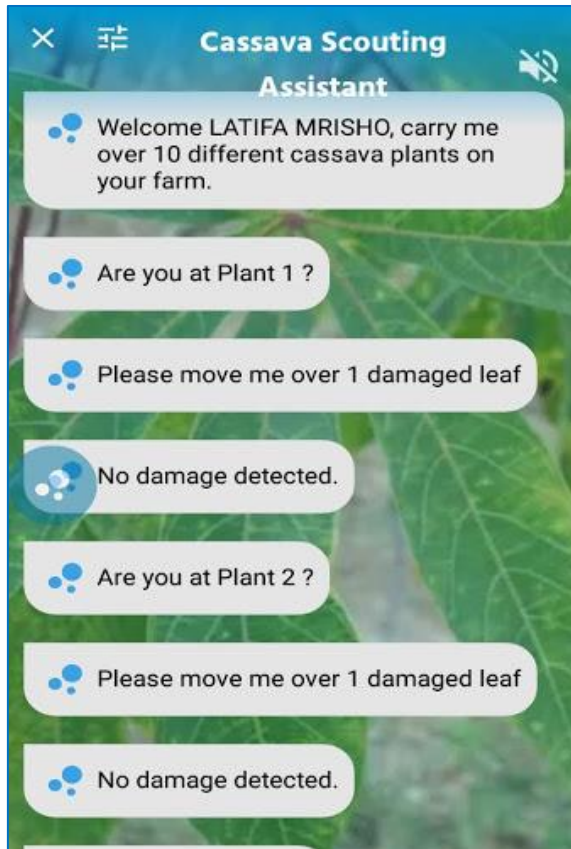 Cassava Scouting
Assistant
Welcome LATIFA MRISHO, carry me
over 10 different cassava plants on
your farm.
Are you at Plant 1 ?
Please move me over 1 damaged leaf
No damage detected.
Are you at Plant 2 ?
Please move me over 1 damaged leaf
No damage detected.